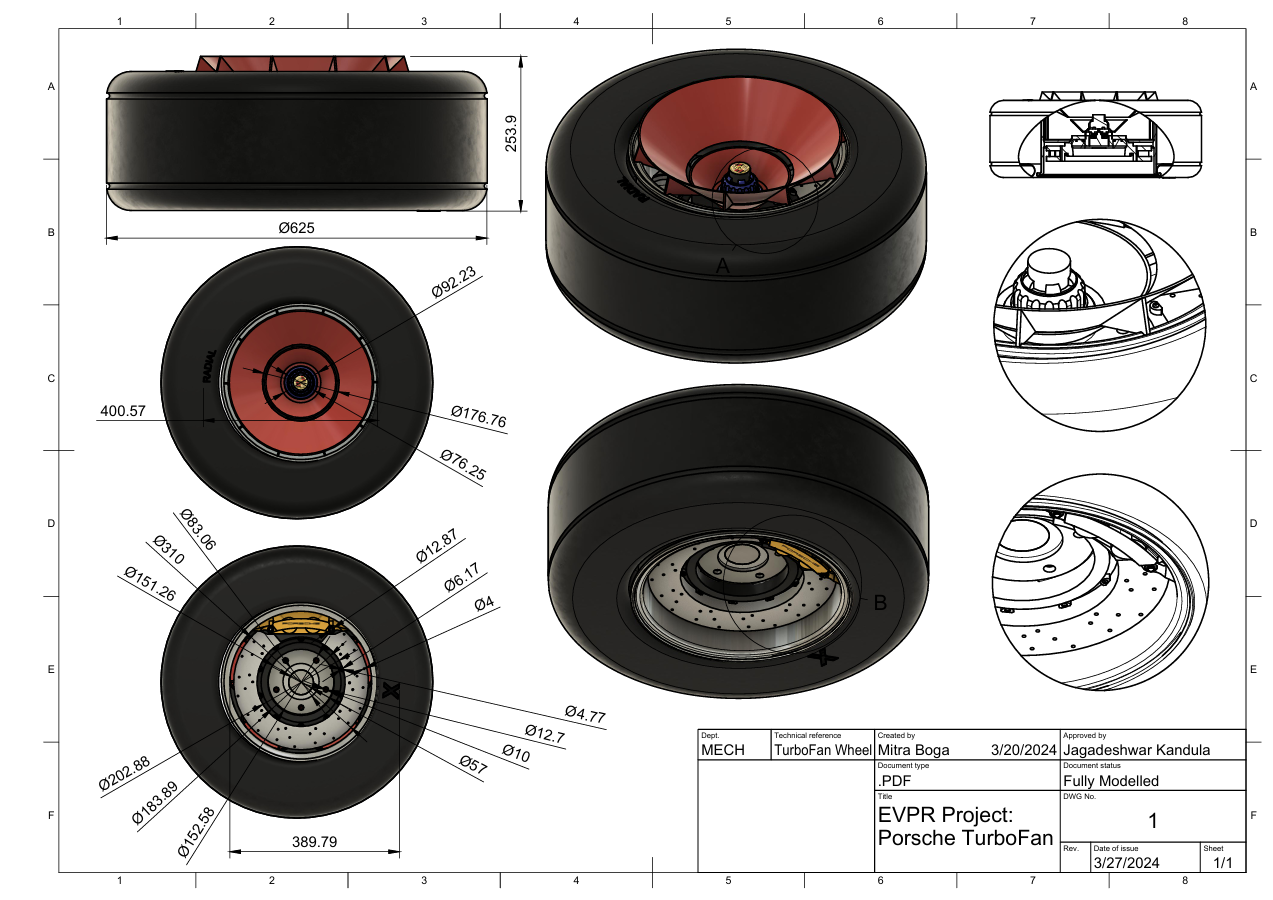 1 2 3 4 5 6 7 8
A A
253.9
Ø625
A
B B
RADIAL
Ø92.23
RADIAL
C C
400.57
Ø176.76
Ø76.25
D D
Ø83.06
Ø310
Ø151.26
Ø12.87
Ø6.17
Ø4
B
X
E E
X
Ø4.77
Ø12.7
Ø10
Ø57
Ø202.88
Ø183.89
Ø152.58
389.79
F F
Dept. Technical reference Created by Approved by
MECH TurboFan Wheel Mitra Boga 3/20/2024 Jagadeshwar Kandula
Document type Document status
.PDF Fully Modelled
Title DWG No.
EVPR Project:
Porsche TurboFan
1
Rev. Date of issue Sheet
3/27/2024 1/1
1 2 3 4 5 6 7 8